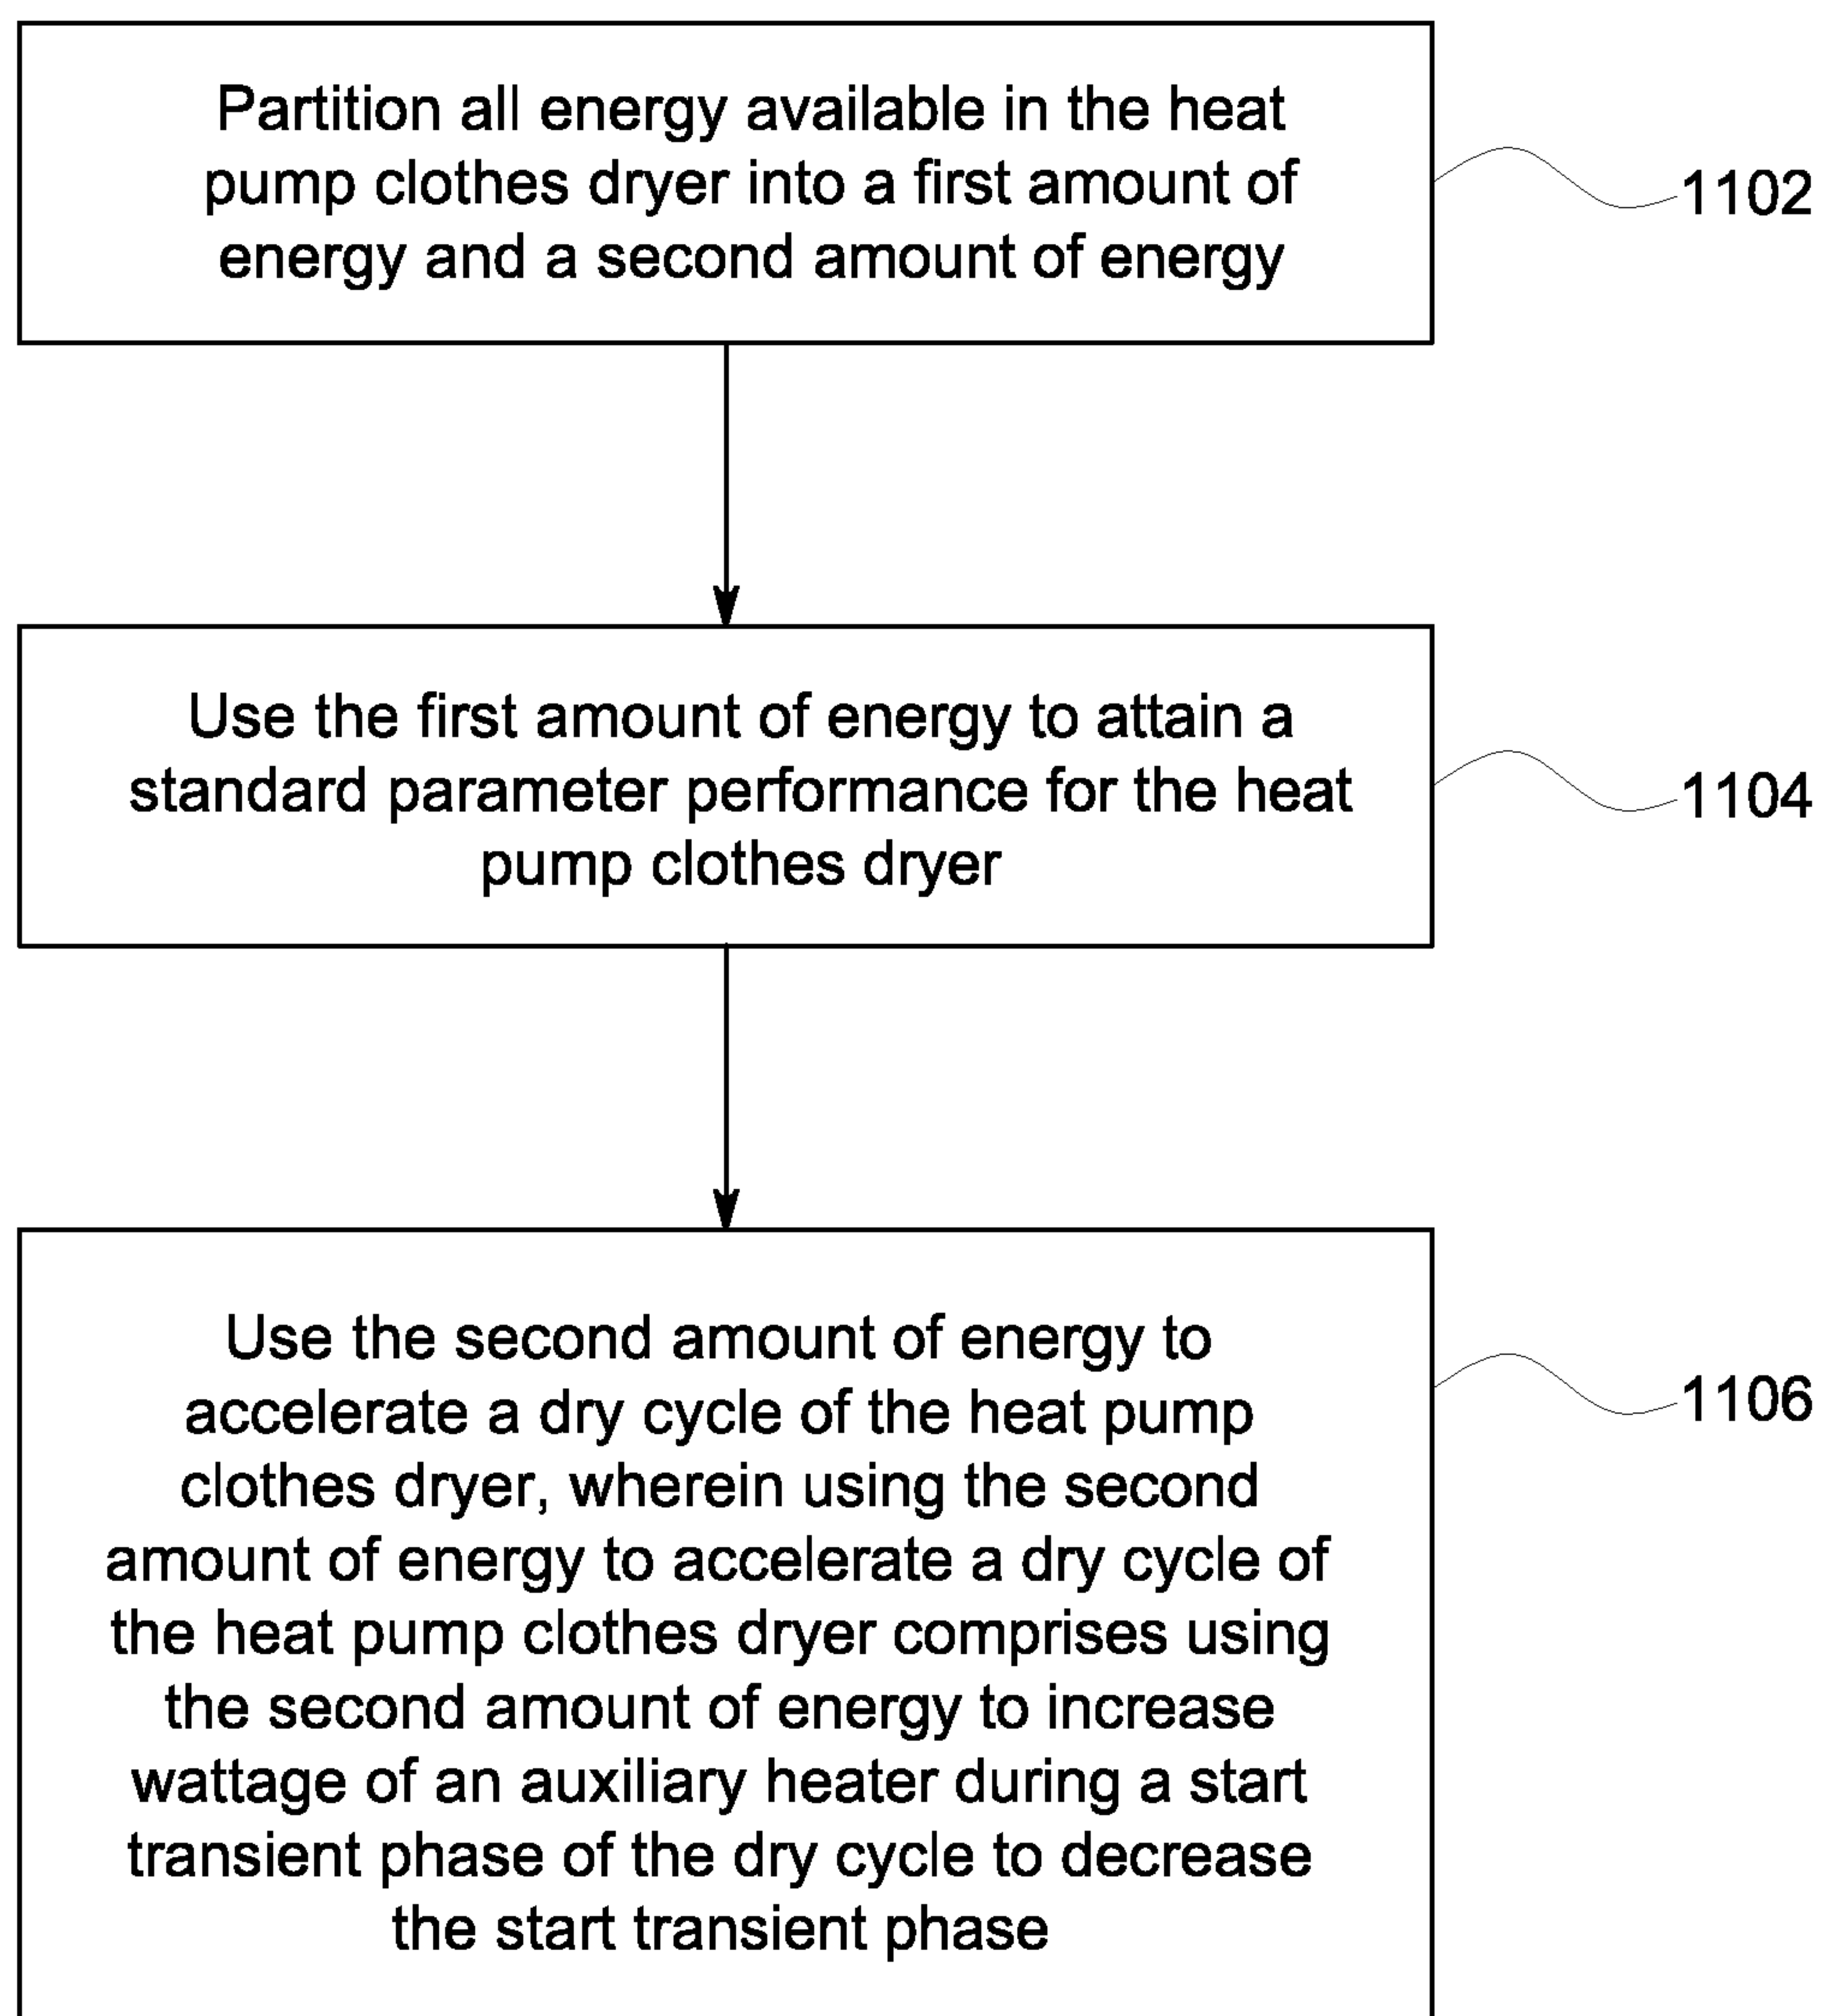 Partition all energy available in the heat
pump clothes dryer into a first amount of
energy and a second amount of energy
1102
Use the first amount of energy to attain a
standard parameter performance for the heat
pump clothes dryer
1104
Use the second amount of energy to
accelerate a dry cycle of the heat pump
clothes dryer, wherein using the second
amount of energy to accelerate a dry cycle of
the heat pump clothes dryer comprises using
the second amount of energy to increase
wattage of an auxiliary heater during a start
transient phase of the dry cycle to decrease
the start transient phase
1106